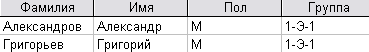 Фамилия Имя Пол Группа
Александров Александр М 1-Э-1
Григорьев Григорий М 1-Э-1